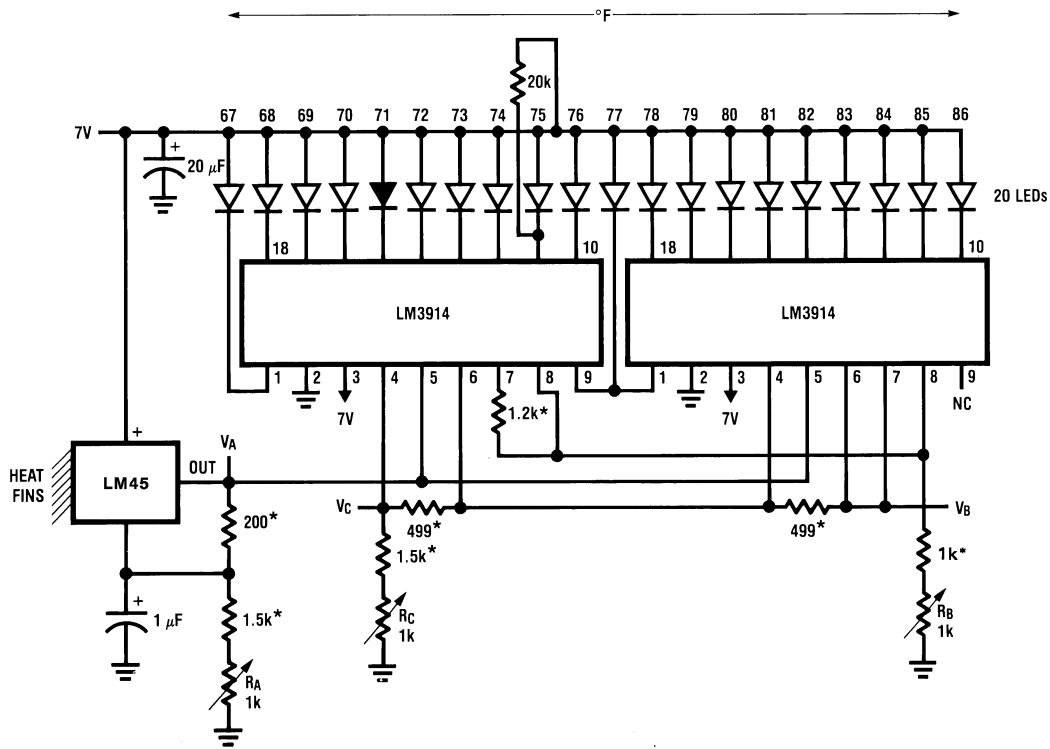 °F
20k
67 68 69 70 71 72 73 74 75 76 77 78 79 80 81 82 83 84 85 86
7V
+
20 µF
20 LEDs
18 10 18 10
LM3914 LM3914
1 2 3 4 5 6 7 8 9 1 2 3 4 5 6 7 8 9
7V 7V NC
1.2k*
+
VA
OUT
HEAT
FINS
LM45
VC VB
200*
499* 499*
1.5k* 1k*
+
1 µF
1.5k*
RC
1k
RB
1k
RA
1k